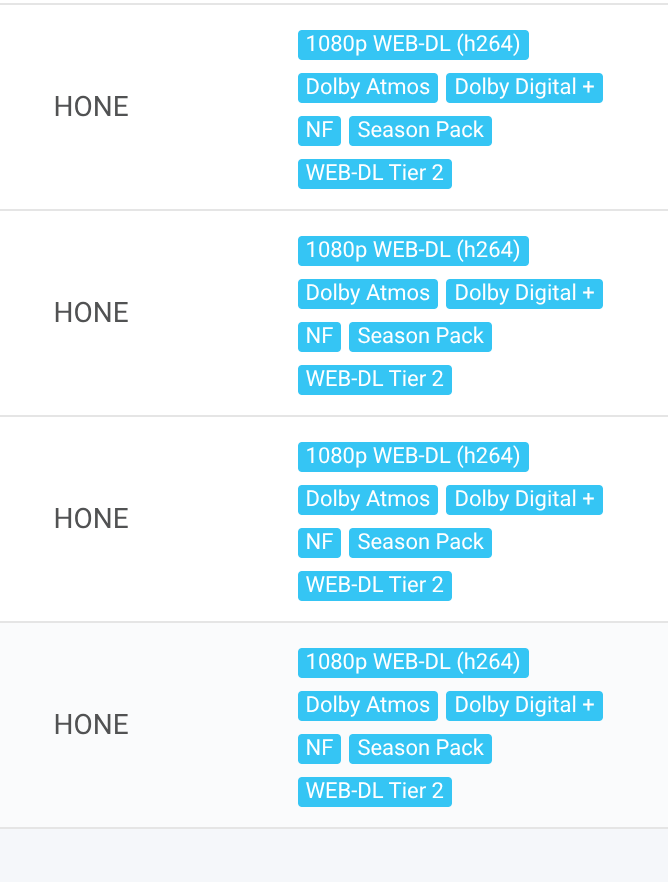 1080p WEB-DL (h264)
Dolby Atmos Dolby Digital +
HONE
NF Season Pack
WEB-DL Tier 2
1080p WEB-DL (h264)
Dolby Atmos Dolby Digital +
HONE
NF Season Pack
WEB-DL Tier 2
1080p WEB-DL (h264)
Dolby Atmos Dolby Digital +
HONE
NF Season Pack
WEB-DL Tier 2
1080p WEB-DL (h264)
Dolby Atmos Dolby Digital +
HONE
NF Season Pack
WEB-DL Tier 2